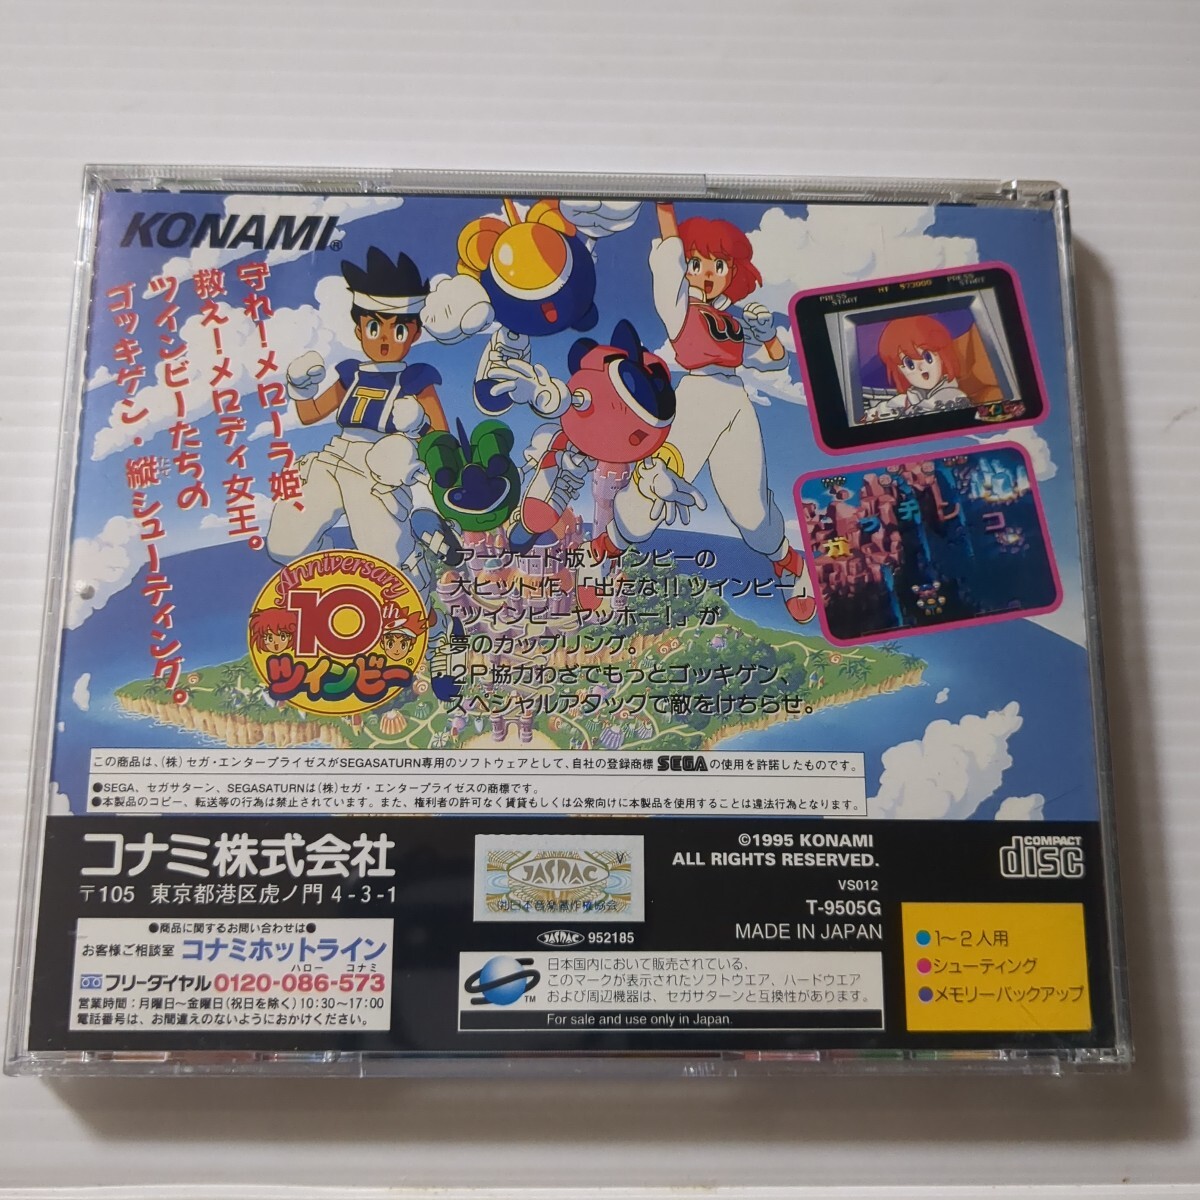 KONAMI®
守れ！メローラ姫、
救え！メロディ女王。
ツインビーたちの
ゴッキゲン・縦シューティング。
たて
T
W
PRESS START
HI 573000
PRESS START
ガッチンコ
Anniversary
10th
ツインビー®
・アーケード版ツインビーの
大ヒット作、「出たな!!ツインビー」
「ツインビーヤッホー！」が
夢のカップリング。
・2P協力わざでもっとゴッキゲン、
スペシャルアタックで敵をけちらせ。
この商品は、(株)セガ・エンタープライゼスがSEGASATURN専用のソフトウェアとして、自社の登録商標 SEGA の使用を許諾したものです。
●SEGA、セガサターン、SEGASATURNは(株)セガ・エンタープライゼスの商標です。
●本製品のコピー、転送等の行為は禁止されています。また、権利者の許可なく賃貸もしくは公衆向けに本製品を使用することは違法行為となります。
コナミ株式会社
〒105 東京都港区虎ノ門4-3-1
●商品に関するお問い合わせは●
お客様ご相談室 コナミホットライン
ハロー コナミ
フリーダイヤル0120-086-573
営業時間：月曜日〜金曜日(祝日を除く)10:30〜17:00
電話番号は、お間違えのないようにおかけください。
V
JASRAC
(社)日本音楽著作権協会
JASRAC 952185
©1995 KONAMI
ALL RIGHTS RESERVED.
VS012
T-9505G
MADE IN JAPAN
COMPACT
disc
TM
日本国内において販売されている、
このマークが表示されたソフトウエア、ハードウエア
および周辺機器は、セガサターンと互換性があります。
For sale and use only in Japan.
●1〜2人用
●シューティング
●メモリーバックアップ